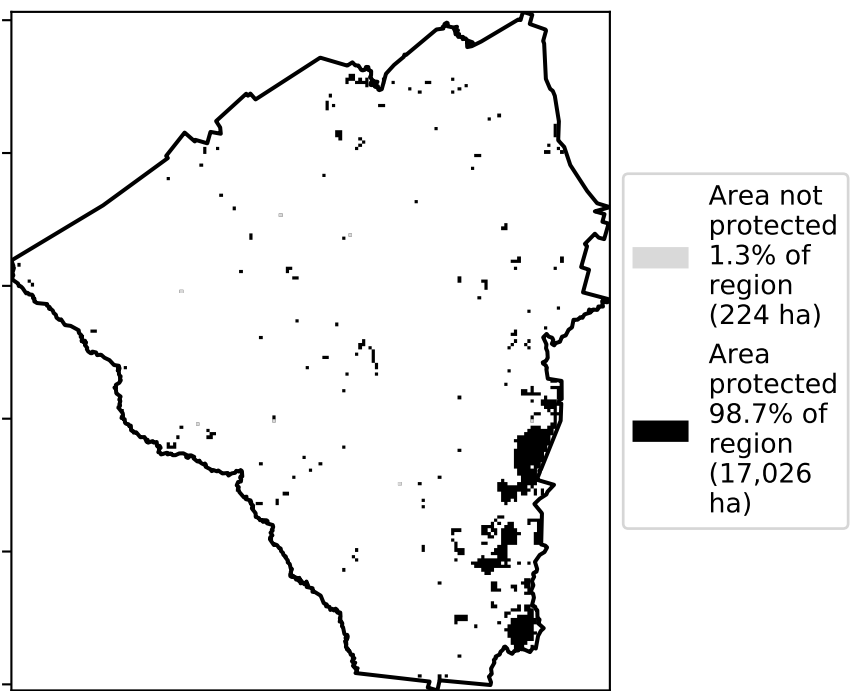 Area not
protected
1.3% of
region
(224 ha)
Area
protected
98.7% of
region
(17,026
ha)